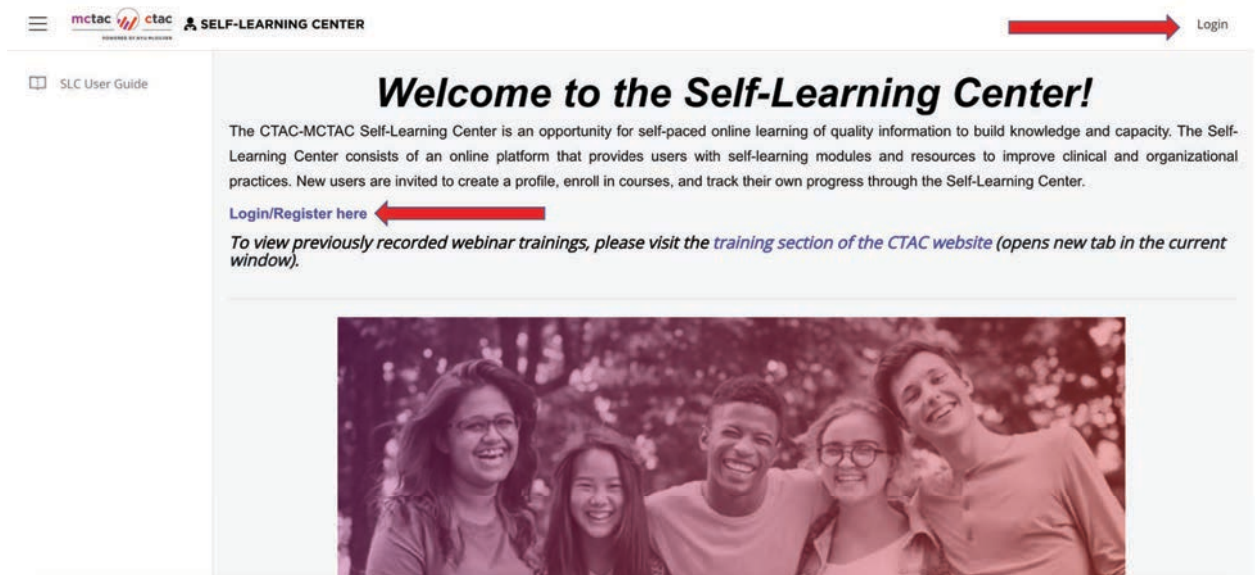 mctac ctac SELF-LEARNING CENTER
Login
POWERED BY NYU MCSILVER
SLC User Guide
Welcome to the Self-Learning Center!
The CTAC-MCTAC Self-Learning Center is an opportunity for self-paced online learning of quality information to build knowledge and capacity. The Self-
Learning Center consists of an online platform that provides users with self-learning modules and resources to improve clinical and organizational
practices. New users are invited to create a profile, enroll in courses, and track their own progress through the Self-Learning Center.
Login/Register here
To view previously recorded webinar trainings, please visit the training section of the CTAC website (opens new tab in the current
window).